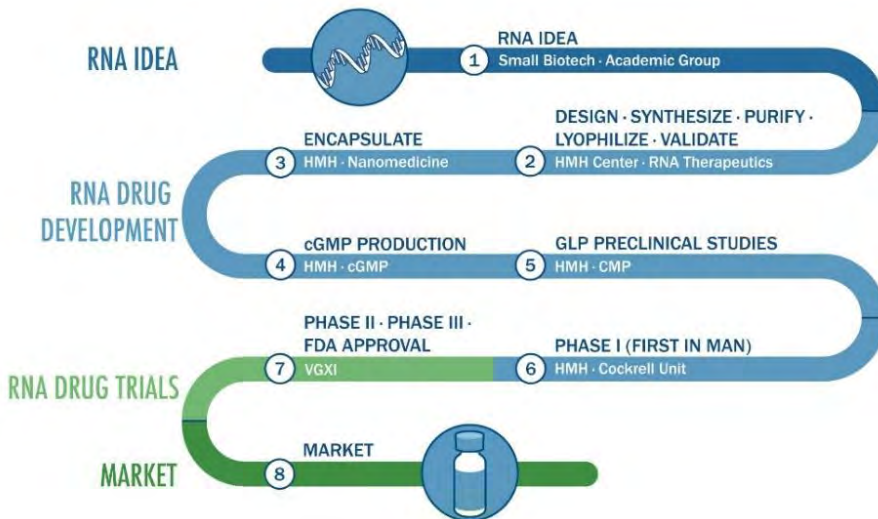 RNA IDEA
RNA IDEA
1
Small Biotech · Academic Group
DESIGN · SYNTHESIZE · PURIFY ·
LYOPHILIZE · VALIDATE
2
HMH Center · RNA Therapeutics
ENCAPSULATE
3
HMH · Nanomedicine
RNA DRUG
DEVELOPMENT
cGMP PRODUCTION
4
HMH · cGMP
GLP PRECLINICAL STUDIES
5
HMH · CMP
PHASE I (FIRST IN MAN)
6
HMH · Cockrell Unit
PHASE II · PHASE III ·
FDA APPROVAL
7
VGXI
RNA DRUG TRIALS
MARKET
8
MARKET